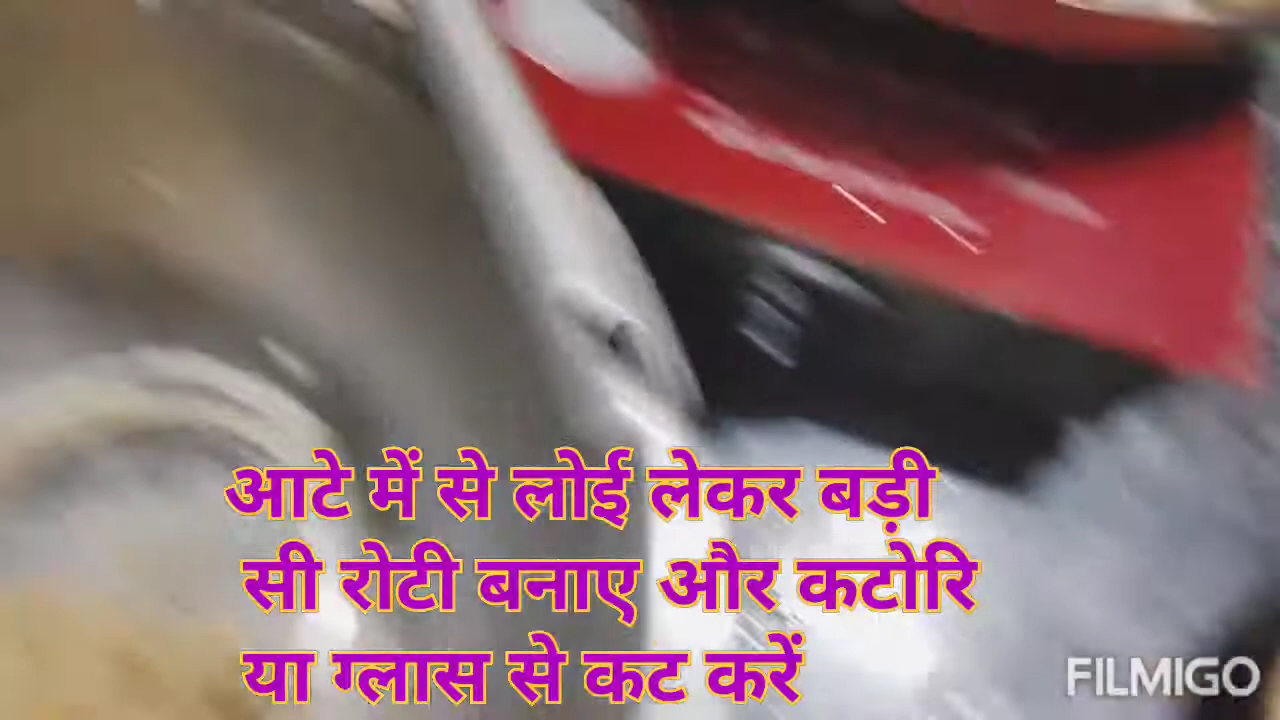 आटे में से लोई लेकर बड़ी
सी रोटी बनाए और कटोरि
या ग्लास से कट करें
FILMIGO